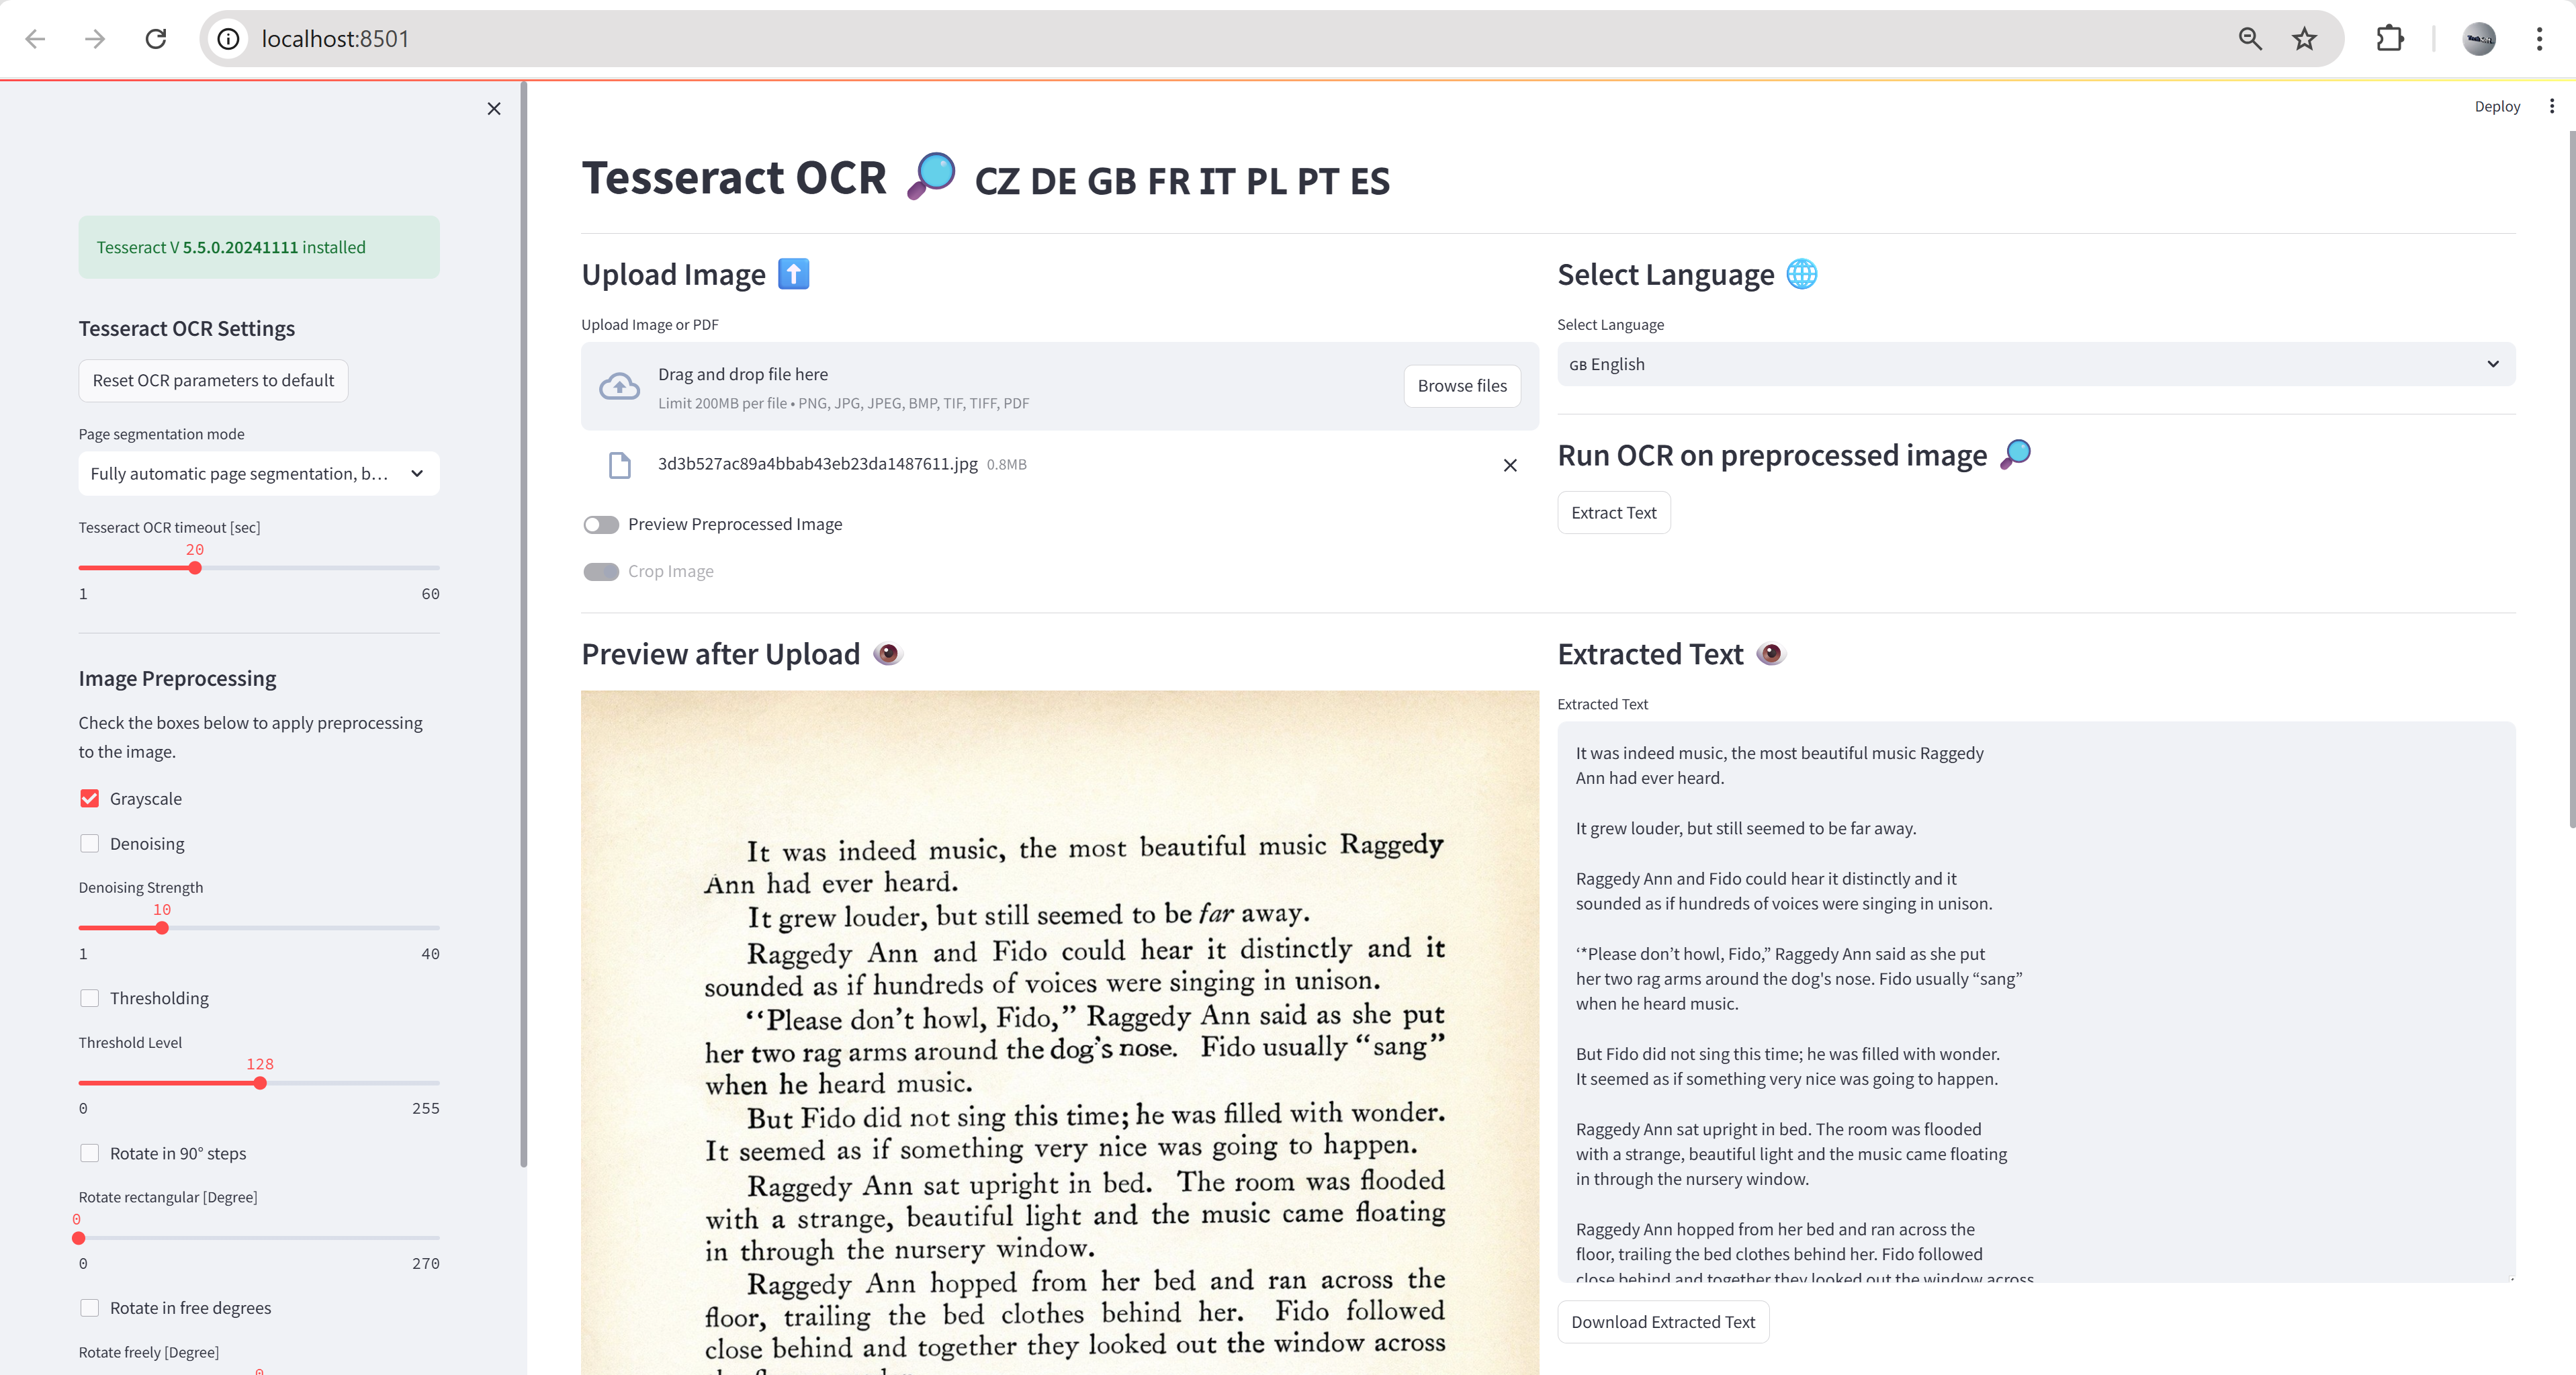 localhost:8501
Deploy
Tesseract V 5.5.0.20241111 installed
Tesseract OCR Settings
Reset OCR parameters to default
Page segmentation mode
Fully automatic page segmentation, b...
Tesseract OCR timeout [sec]
20
1 60
Image Preprocessing
Check the boxes below to apply preprocessing
to the image.
Grayscale
Denoising
Denoising Strength
10
1 40
Thresholding
Threshold Level
128
0 255
Rotate in 90° steps
Rotate rectangular [Degree]
0
0 270
Rotate in free degrees
Rotate freely [Degree]
0
Tesseract OCR CZ DE GB FR IT PL PT ES
Upload Image
Upload Image or PDF
Drag and drop file here
Limit 200MB per file • PNG, JPG, JPEG, BMP, TIF, TIFF, PDF
Browse files
3d3b527ac89a4bbab43eb23da1487611.jpg 0.8MB
Preview Preprocessed Image
Crop Image
Select Language
Select Language
GB English
Run OCR on preprocessed image
Extract Text
Preview after Upload
It was indeed music, the most beautiful music Raggedy
Ann had ever heard.
It grew louder, but still seemed to be far away.
Raggedy Ann and Fido could hear it distinctly and it
sounded as if hundreds of voices were singing in unison.
“Please don’t howl, Fido,” Raggedy Ann said as she put
her two rag arms around the dog’s nose. Fido usually “sang”
when he heard music.
But Fido did not sing this time; he was filled with wonder.
It seemed as if something very nice was going to happen.
Raggedy Ann sat upright in bed. The room was flooded
with a strange, beautiful light and the music came floating
in through the nursery window.
Raggedy Ann hopped from her bed and ran across the
floor, trailing the bed clothes behind her. Fido followed
close behind and together they looked out the window across
Extracted Text
Extracted Text
It was indeed music, the most beautiful music Raggedy
Ann had ever heard.
It grew louder, but still seemed to be far away.
Raggedy Ann and Fido could hear it distinctly and it
sounded as if hundreds of voices were singing in unison.
‘*Please don’t howl, Fido,” Raggedy Ann said as she put
her two rag arms around the dog's nose. Fido usually “sang”
when he heard music.
But Fido did not sing this time; he was filled with wonder.
It seemed as if something very nice was going to happen.
Raggedy Ann sat upright in bed. The room was flooded
with a strange, beautiful light and the music came floating
in through the nursery window.
Raggedy Ann hopped from her bed and ran across the
floor, trailing the bed clothes behind her. Fido followed
close behind and together they looked out the window across
Download Extracted Text